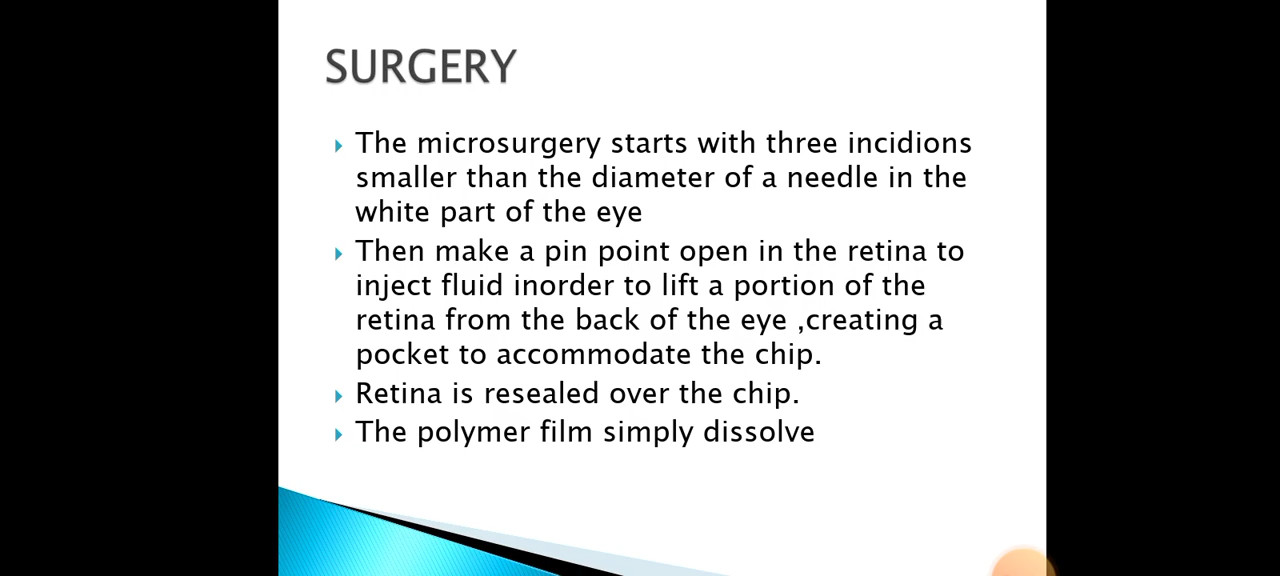 SURGERY
The microsurgery starts with three incidions
smaller than the diameter of a needle in the
white part of the eye
Then make a pin point open in the retina to
inject fluid inorder to lift a portion of the
retina from the back of the eye ,creating a
pocket to accommodate the chip.
Retina is resealed over the chip.
The polymer film simply dissolve